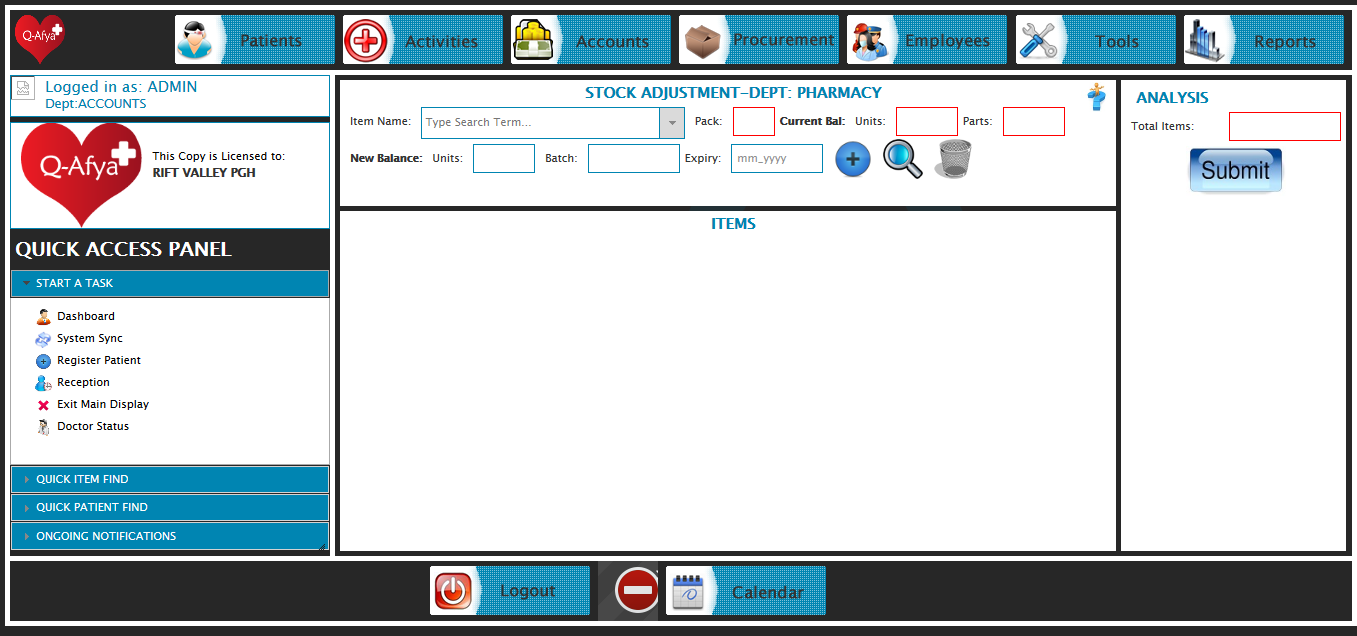 Q-Afya
Patients
Activities
Accounts
Procurement
Employees
Tools
Reports
Logged in as: ADMIN
Dept:ACCOUNTS
Q-Afya
This Copy is Licensed to:
RIFT VALLEY PGH
QUICK ACCESS PANEL
START A TASK
Dashboard
System Sync
Register Patient
Reception
Exit Main Display
Doctor Status
QUICK ITEM FIND
QUICK PATIENT FIND
ONGOING NOTIFICATIONS
STOCK ADJUSTMENT-DEPT: PHARMACY
Item Name: Type Search Term... Pack: Current Bal: Units: Parts:
New Balance: Units: Batch: Expiry: mm_yyyy
ITEMS
ANALYSIS
Total Items:
Submit
Logout
Calendar